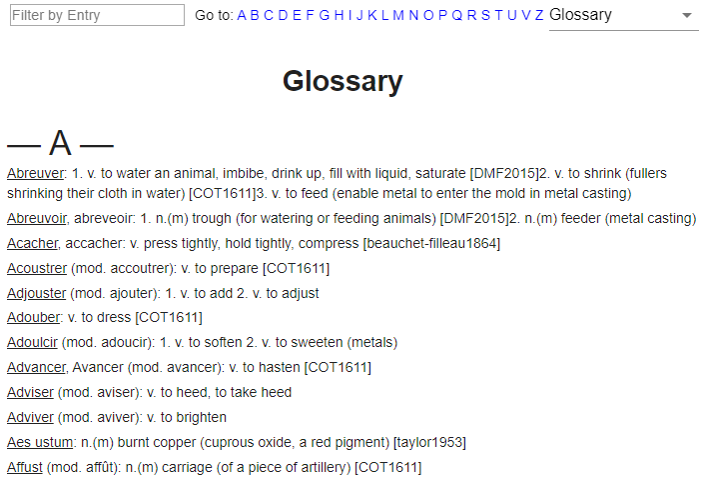 Filter by Entry Go to: A B C D E F G H I J K L M N O P Q R S T U V Z Glossary
Glossary
— A —
Abreuver: 1. v. to water an animal, imbibe, drink up, fill with liquid, saturate [DMF2015]2. v. to shrink (fullers
shrinking their cloth in water) [COT1611]3. v. to feed (enable metal to enter the mold in metal casting)
Abreuvoir, abreveoir: 1. n.(m) trough (for watering or feeding animals) [DMF2015]2. n.(m) feeder (metal casting)
Acacher, accacher: v. press tightly, hold tightly, compress [beauchet-filleau1864]
Acoustrer (mod. accoutrer): v. to prepare [COT1611]
Adjouster (mod. ajouter): 1. v. to add 2. v. to adjust
Adouber: v. to dress [COT1611]
Adoulcir (mod. adoucir): 1. v. to soften 2. v. to sweeten (metals)
Advancer, Avancer (mod. avancer): v. to hasten [COT1611]
Adviser (mod. aviser): v. to heed, to take heed
Adviver (mod. aviver): v. to brighten
Aes ustum: n.(m) burnt copper (cuprous oxide, a red pigment) [taylor1953]
Affust (mod. affût): n.(m) carriage (of a piece of artillery) [COT1611]